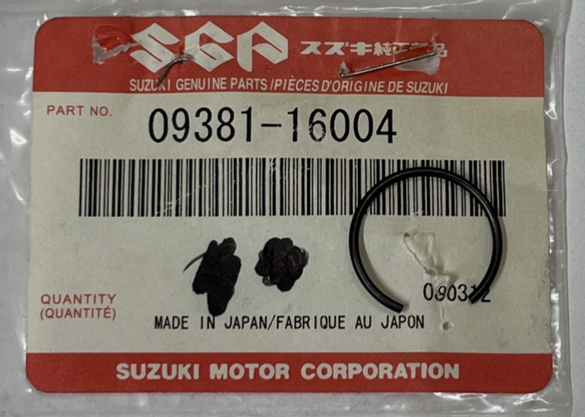 SGP スズキ純正部品
SUZUKI GENUINE PARTS/PIÈCES D'ORIGINE DE SUZUKI
PART NO.
09381-16004
QUANTITY
(QUANTITÉ)
MADE IN JAPAN/FABRIQUE AU JAPON
SUZUKI MOTOR CORPORATION